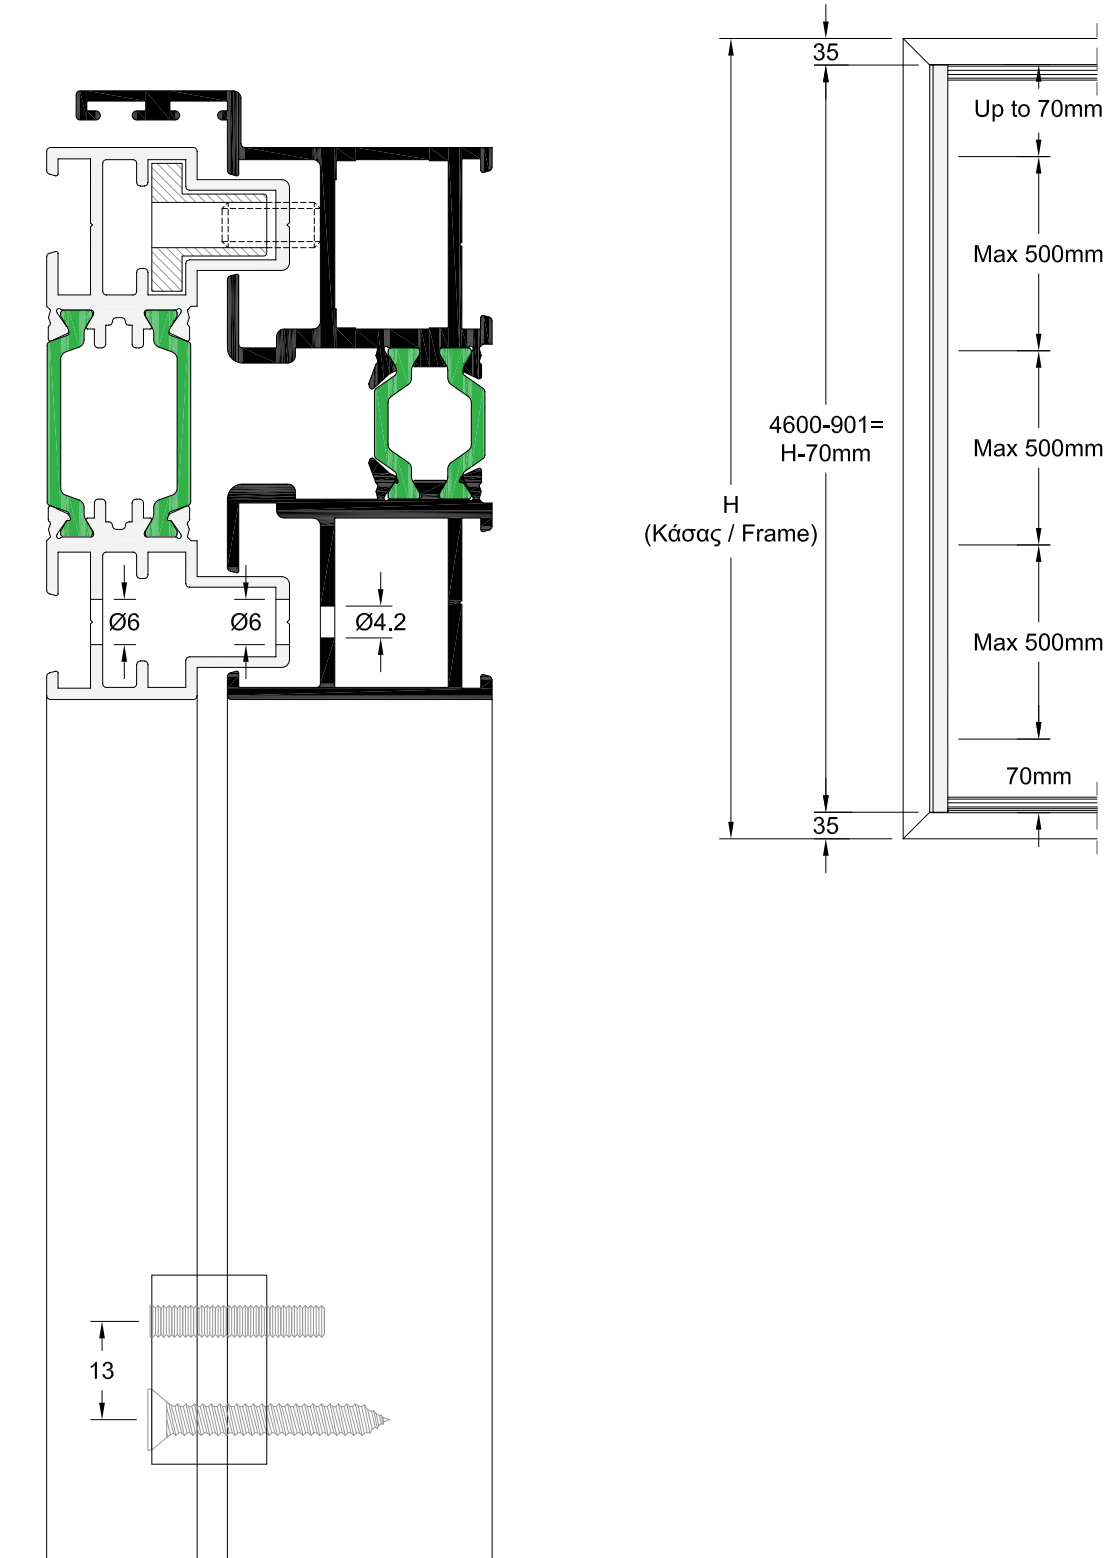 35
Up to 70mm
Max 500mm
4600-901=
H-70mm
Max 500mm
H
(Κάσας / Frame)
Ø6
Ø6
Ø4.2
Max 500mm
70mm
35
13